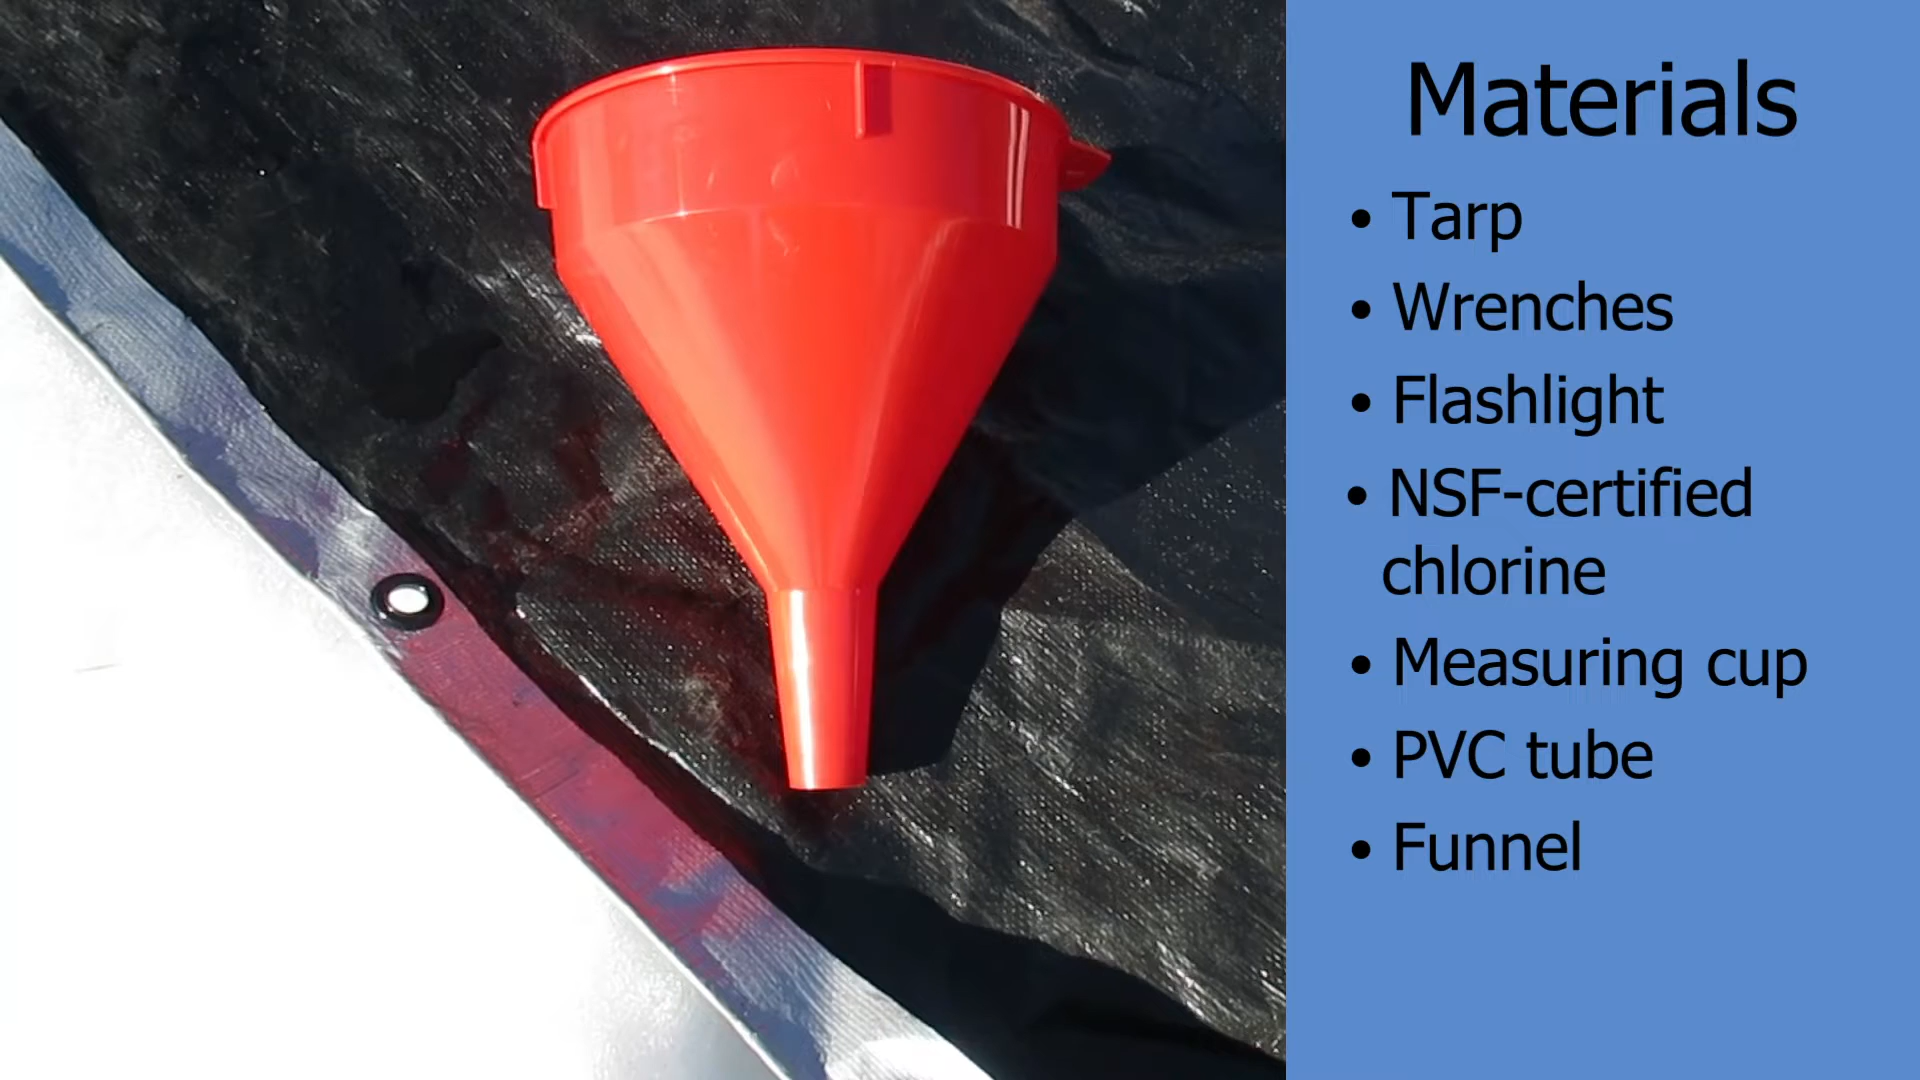 Materials
• Tarp
• Wrenches
• Flashlight
• NSF-certified
chlorine
• Measuring cup
• PVC tube
• Funnel